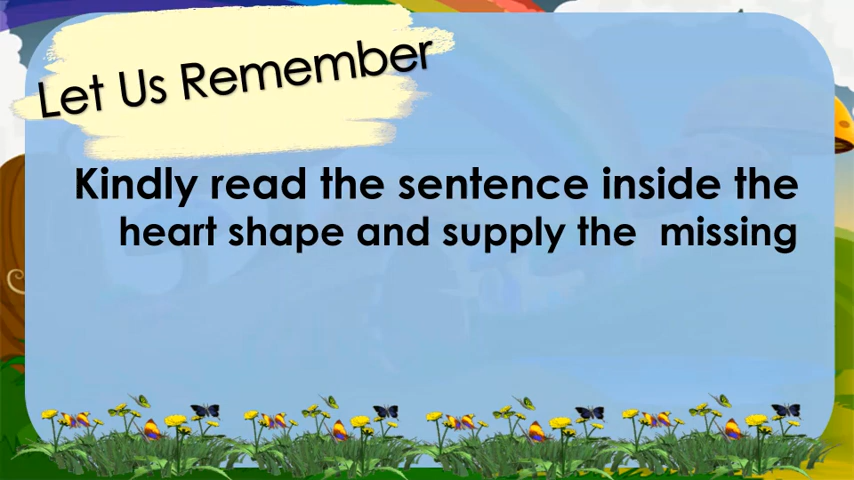 Let Us Remember
Kindly read the sentence inside the
heart shape and supply the missing